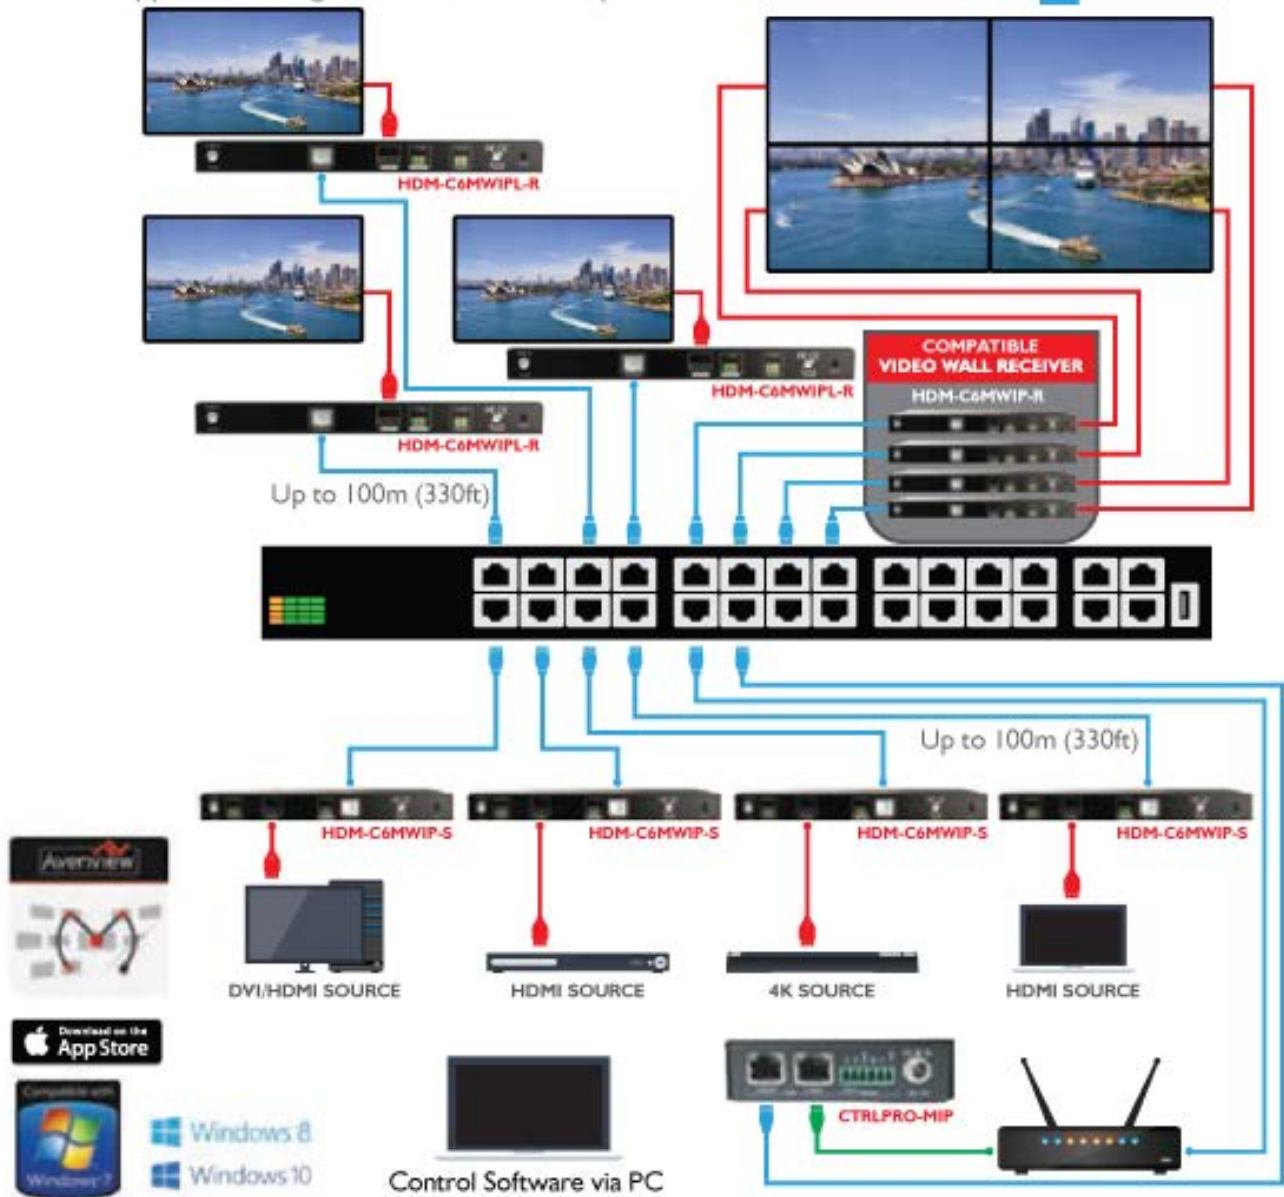 HDM-C6MWIPL-R
COMPATIBLE
VIDEO WALL RECEIVER
HDM-C6MWIP-R
HDM-C6MWIPL-R
HDM-C6MWIPL-R
Up to 100m (330ft)
Up to 100m (330ft)
HDM-C6MWIP-S
HDM-C6MWIP-S
HDM-C6MWIP-S
HDM-C6MWIP-S
Avenview
DVI/HDMI SOURCE
HDMI SOURCE
4K SOURCE
HDMI SOURCE
Download on the
App Store
Compatible with
Windows 7
Windows 8
Windows 10
Control Software via PC
CTRLPRO-MIP